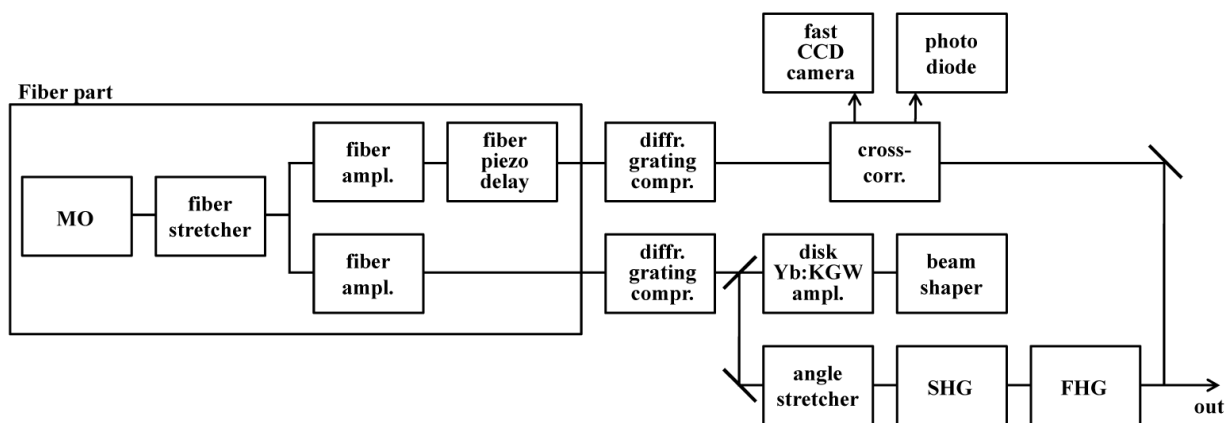 fast
CCD
camera
photo
diode
Fiber part
fiber
ampl.
fiber
piezo
delay
diffr.
grating
compr.
cross-
corr.
MO
fiber
stretcher
fiber
ampl.
diffr.
grating
compr.
disk
Yb:KGW
ampl.
beam
shaper
angle
stretcher
SHG
FHG
out